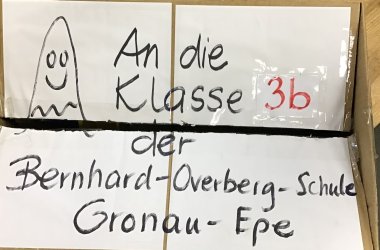 An die
Klasse 3b
der
Bernhard-Overberg-Schule
Gronau-Epe